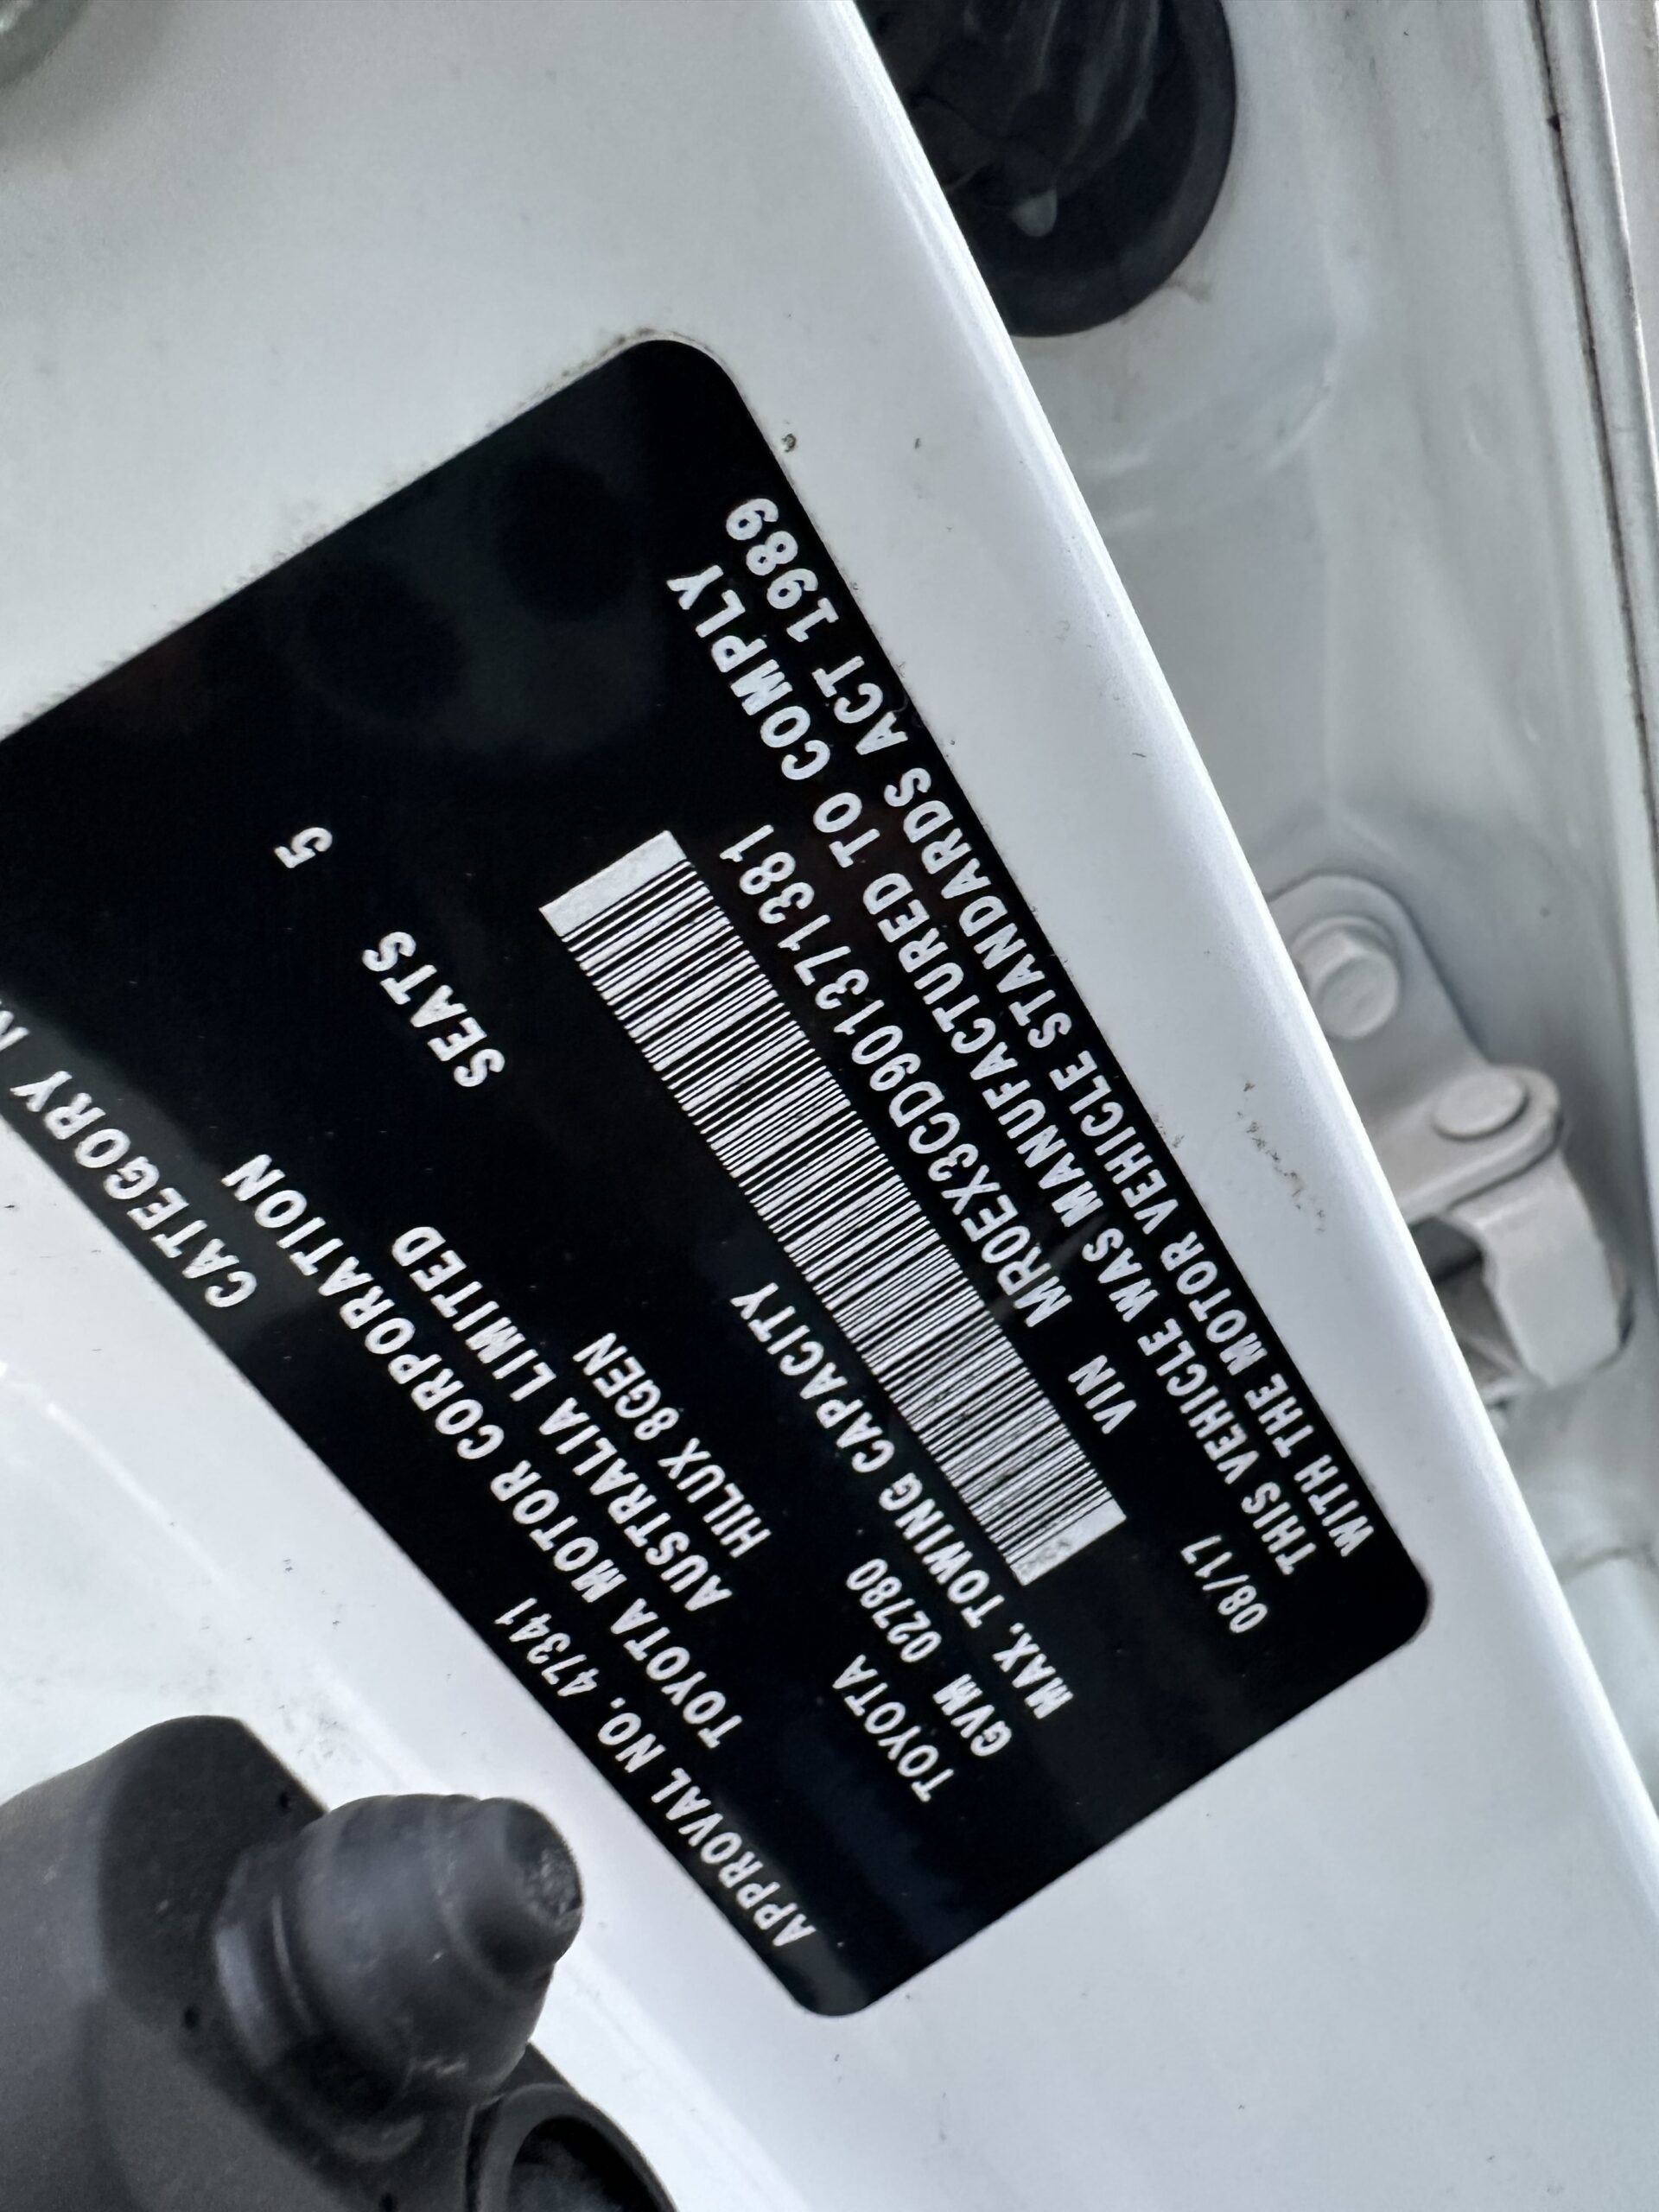 APPROVAL NO. 47341 CATEGORY
TOYOTA MOTOR CORPORATION
AUSTRALIA LIMITED
TOYOTA HILUX 8GEN SEATS 5
GVM 02780
MAX. TOWING CAPACITY
VIN MR0EX3CD901371381
08/17
THIS VEHICLE WAS MANUFACTURED TO COMPLY
WITH THE MOTOR VEHICLE STANDARDS ACT 1989